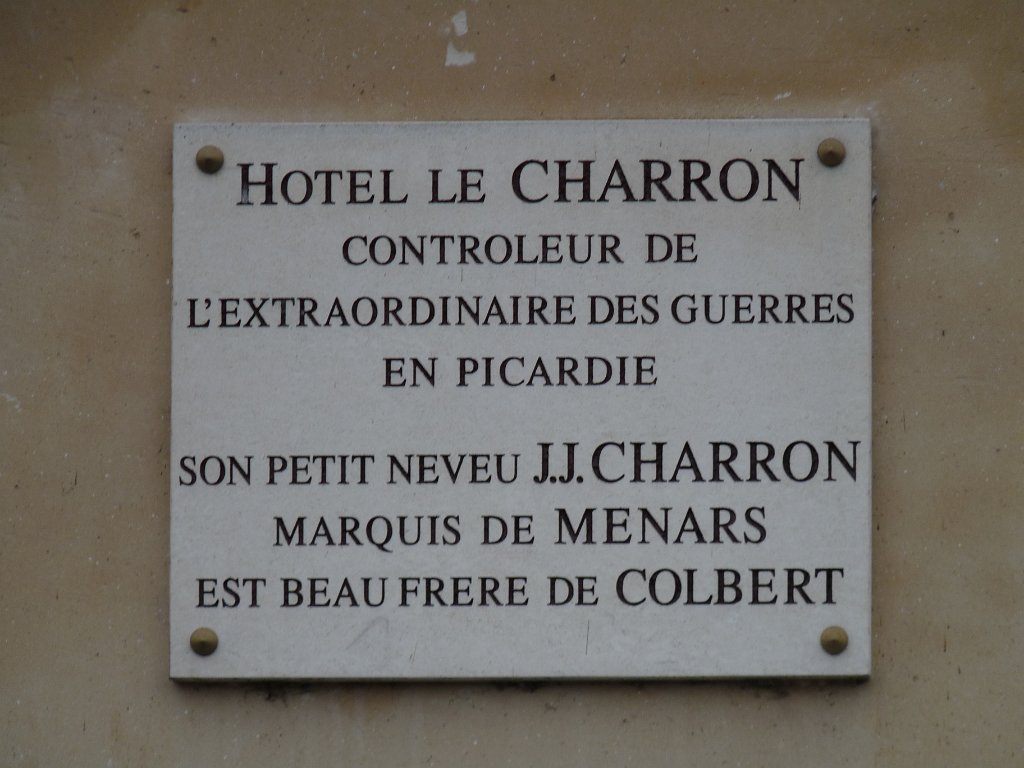 HOTEL LE CHARRON
CONTROLEUR DE
L'EXTRAORDINAIRE DES GUERRES
EN PICARDIE
SON PETIT NEVEU J.J. CHARRON
MARQUIS DE MENARS
EST BEAU FRERE DE COLBERT